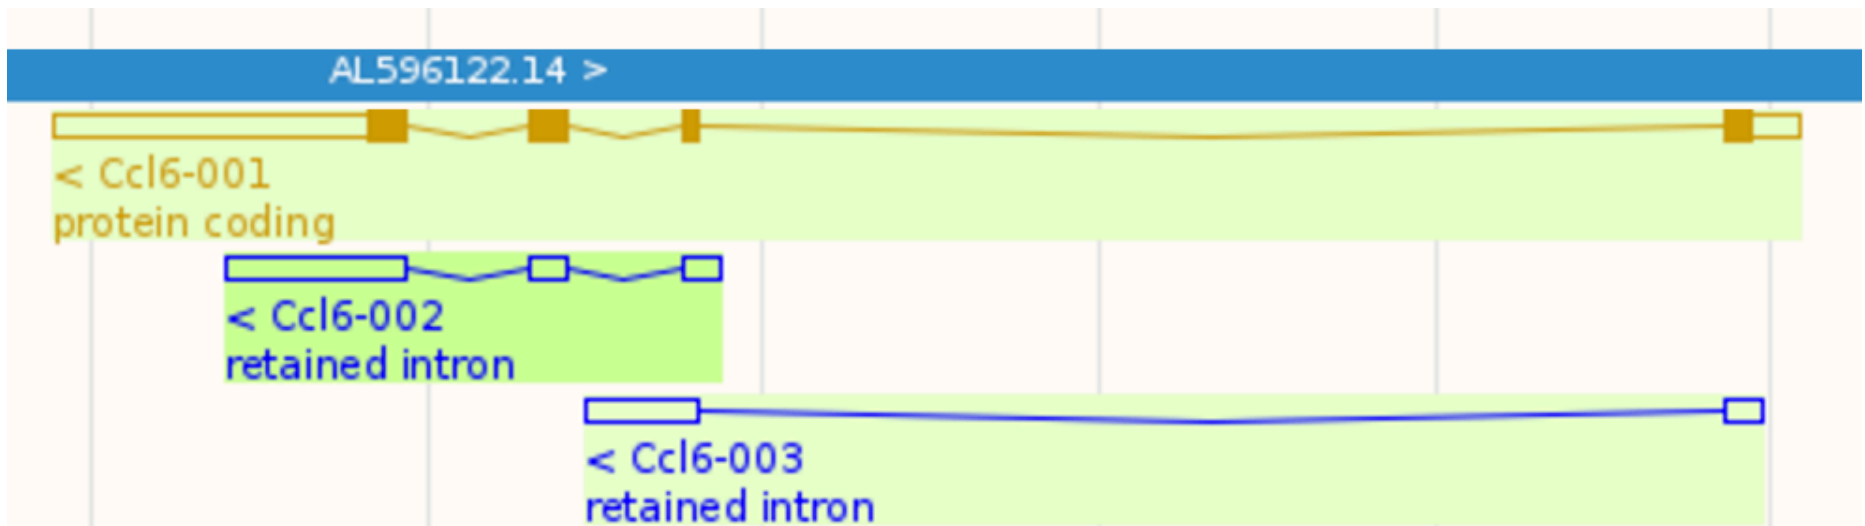 AL596122.14 >
< Ccl6-001
protein coding
< Ccl6-002
retained intron
< Ccl6-003
retained intron